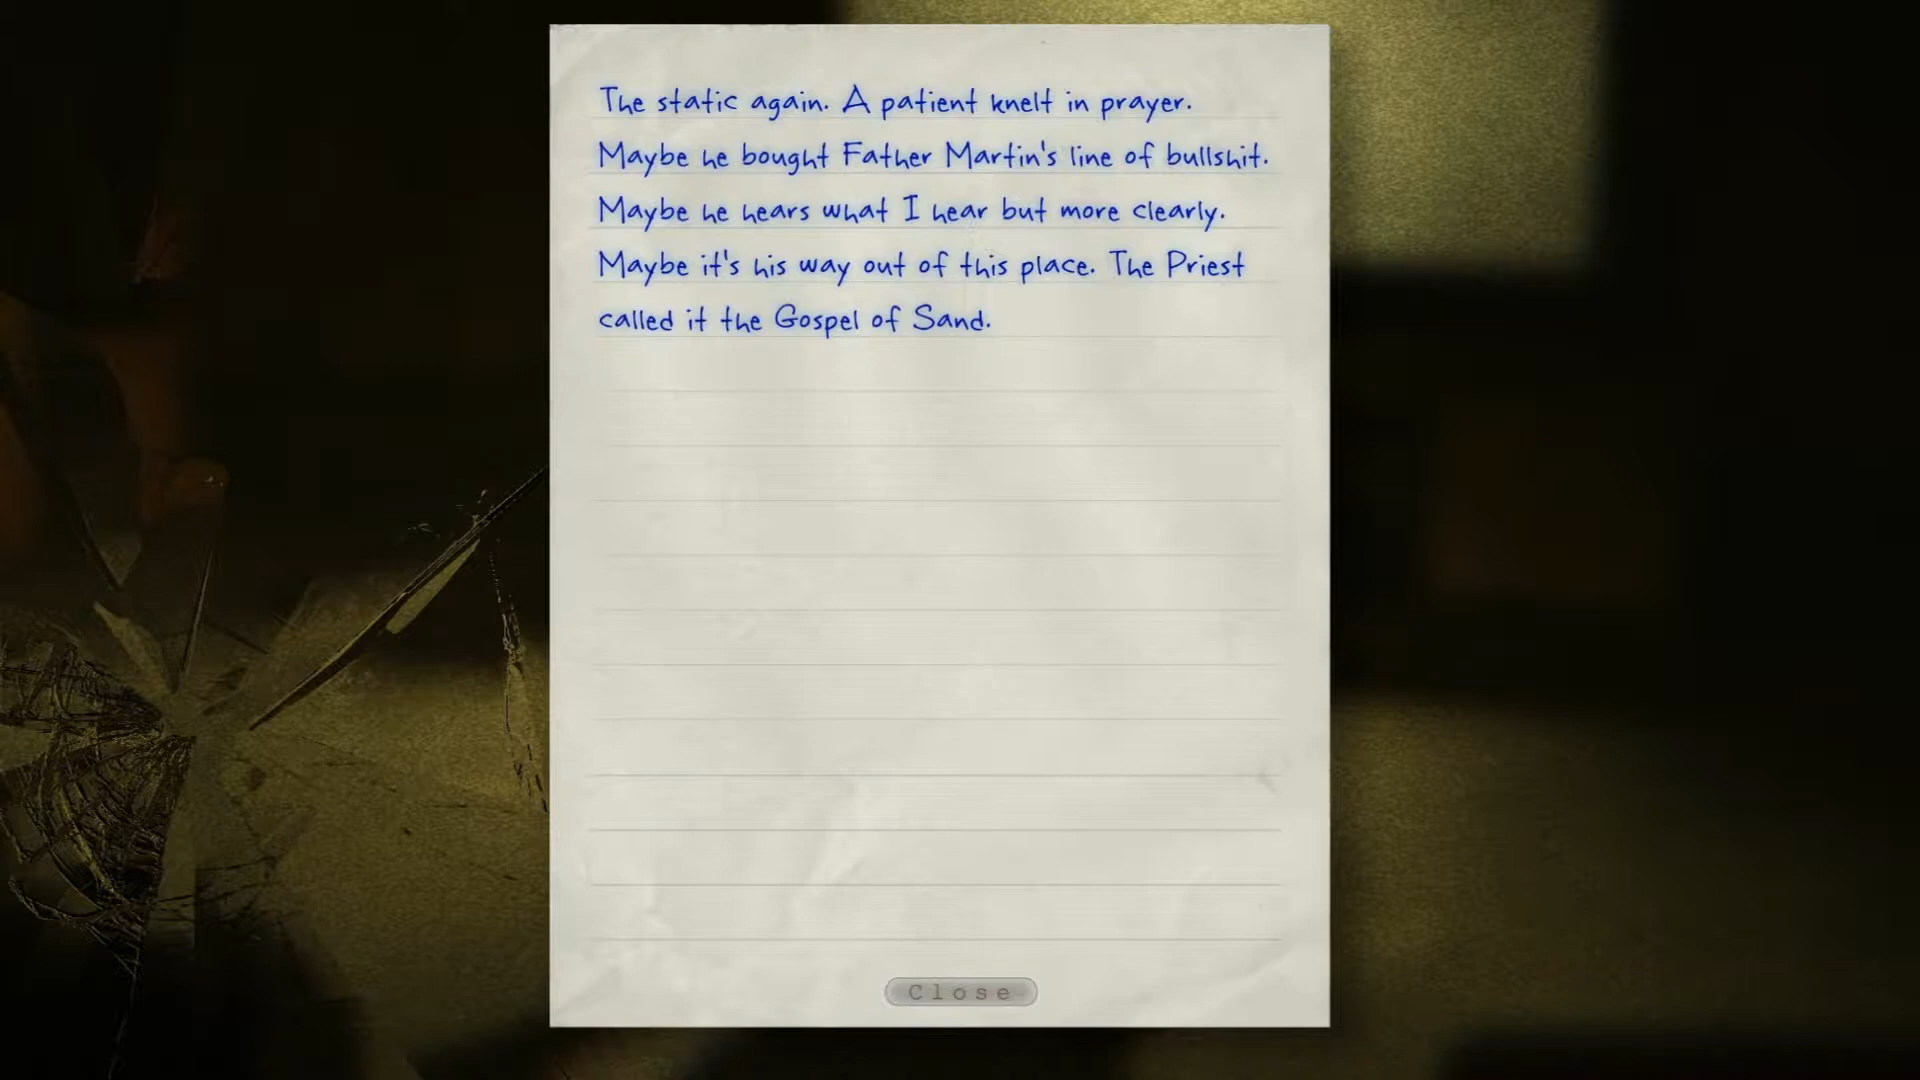 The static again. A patient knelt in prayer.
Maybe he bought Father Martin's line of bullshit.
Maybe he hears what I hear but more clearly.
Maybe it's his way out of this place. The Priest
called it the Gospel of Sand.
Close